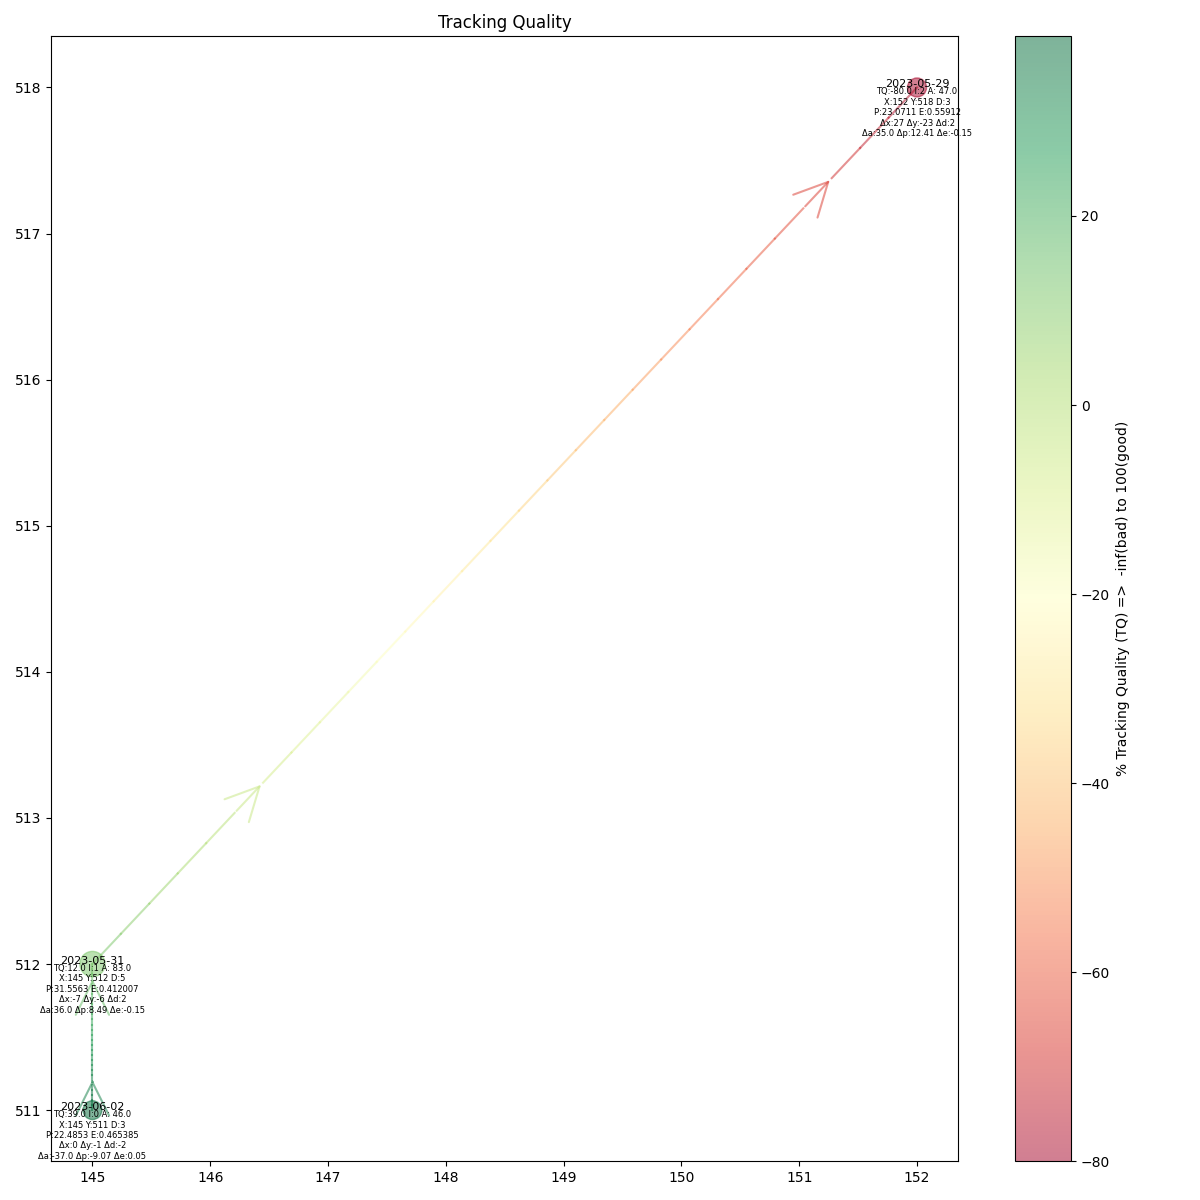 Tracking Quality
518
517
516
515
514
513
512
511
145
146
147
148
149
150
151
152
2023-05-29
TQ:-80.0 I:2 A: 47.0
X:152 Y:518 D:3
P:23.0711 E:0.55912
Δx:27 Δy:-23 Δd:2
Δa:35.0 Δp:12.41 Δe:-0.15
2023-05-31
TQ:12.0 I:1 A: 83.0
X:145 Y:512 D:5
P:31.5563 E:0.412007
Δx:-7 Δy:-6 Δd:2
Δa:36.0 Δp:8.49 Δe:-0.15
2023-06-02
TQ:39.0 I:0 A: 46.0
X:145 Y:511 D:3
P:22.4853 E:0.465385
Δx:0 Δy:-1 Δd:-2
Δa:-37.0 Δp:-9.07 Δe:0.05
20
0
−20
−40
−60
−80
% Tracking Quality (TQ) => -inf(bad) to 100(good)